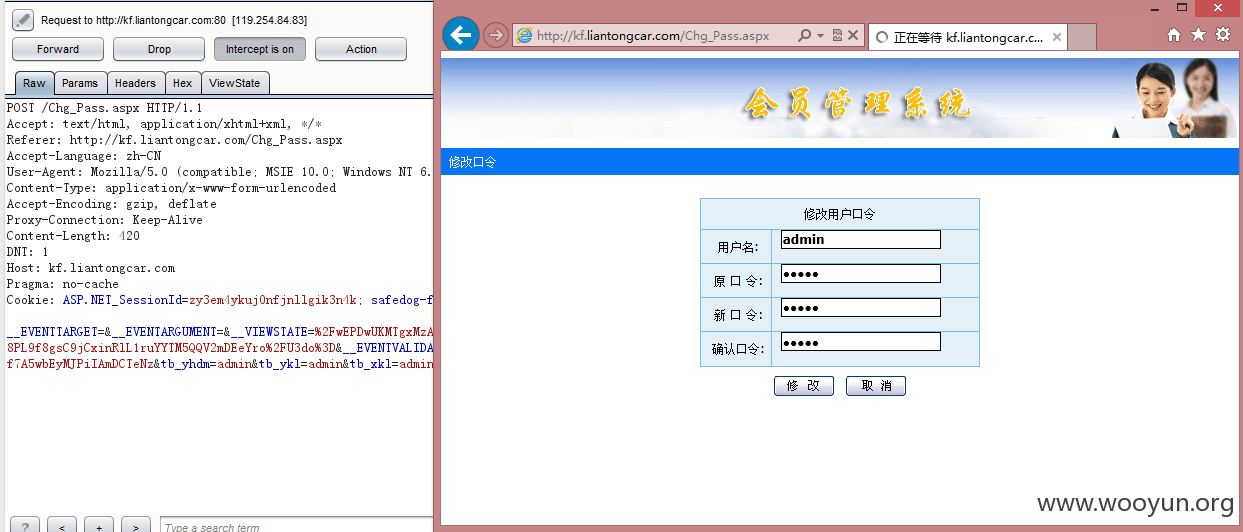 Request to http://kf.liantongcar.com:80 [119.254.84.83]
Forward Drop Intercept is on Action
Raw Params Headers Hex ViewState
POST /Chg_Pass.aspx HTTP/1.1
Accept: text/html, application/xhtml+xml, */*
Referer: http://kf.liantongcar.com/Chg_Pass.aspx
Accept-Language: zh-CN
User-Agent: Mozilla/5.0 (compatible; MSIE 10.0; Windows NT 6.
Content-Type: application/x-www-form-urlencoded
Accept-Encoding: gzip, deflate
Proxy-Connection: Keep-Alive
Content-Length: 420
DNT: 1
Host: kf.liantongcar.com
Pragma: no-cache
Cookie: ASP.NET_SessionId=zy3em4ykuj0nfjnllgik3n4k; safedog-f
__EVENTTARGET=&__EVENTARGUMENT=&__VIEWSTATE=%2FwEPDwUKMTgxMzA
8PL9f8gsC9jCxinRlL1ruYYTM5QQV2mDEeYro%2FU3do%3D&__EVENTVALIDA
f7A5wbEyMJPiIAmDCTeNz&tb_yhdm=admin&tb_ykl=admin&tb_xkl=admin
? < + > Type a search term
http://kf.liantongcar.com/Chg_Pass.aspx
正在等待 kf.liantongcar.c...
会员管理系统
修改口令
修改用户口令
用户名: admin
原 口 令: •••••
新 口 令: •••••
确认口令: •••••
修 改 取 消
www.wooyun.org